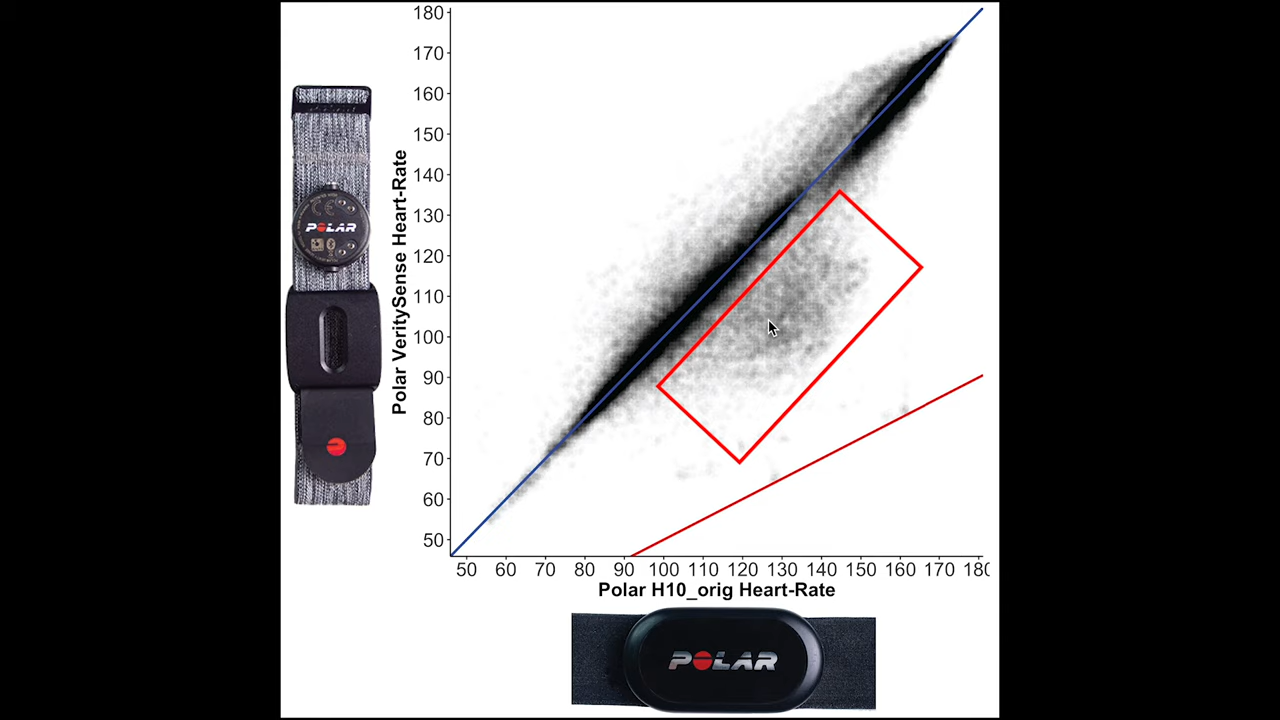 180
170
160
150
140
130
120
110
100
90
80
70
60
50
Polar VeritySense Heart-Rate
POLAR
50 60 70 80 90 100 110 120 130 140 150 160 170 180
Polar H10_orig Heart-Rate
POLAR